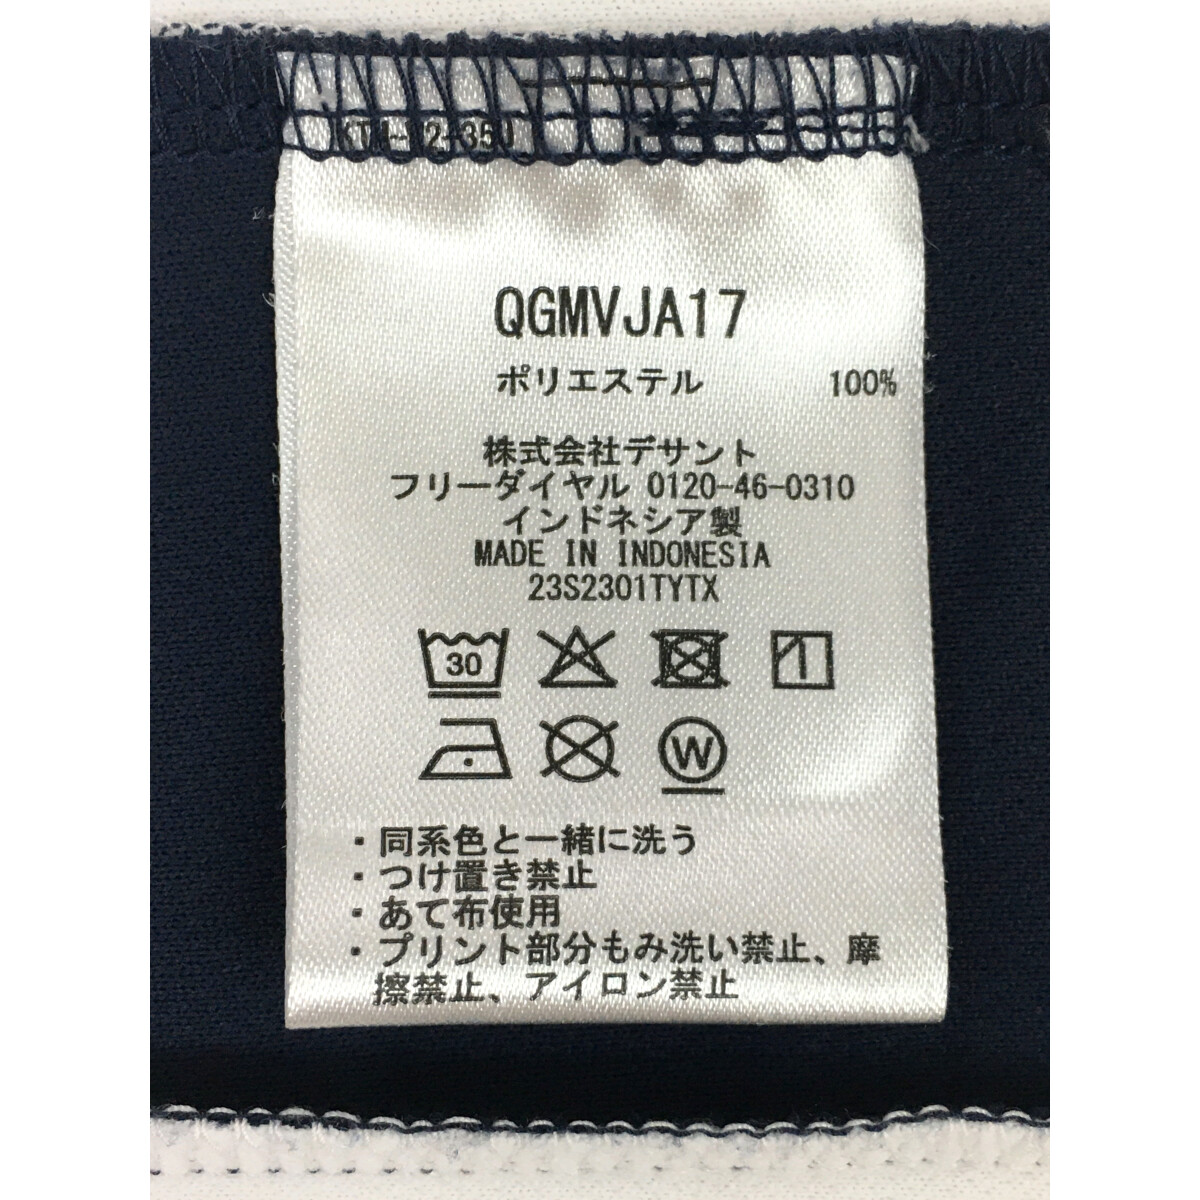 QGMVJA17
ポリエステル 100%
株式会社デサント
フリーダイヤル 0120-46-0310
インドネシア製
MADE IN INDONESIA
23S2301TYTX
30
W
・同系色と一緒に洗う
・つけ置き禁止
・あて布使用
・プリント部分もみ洗い禁止、摩
擦禁止、アイロン禁止